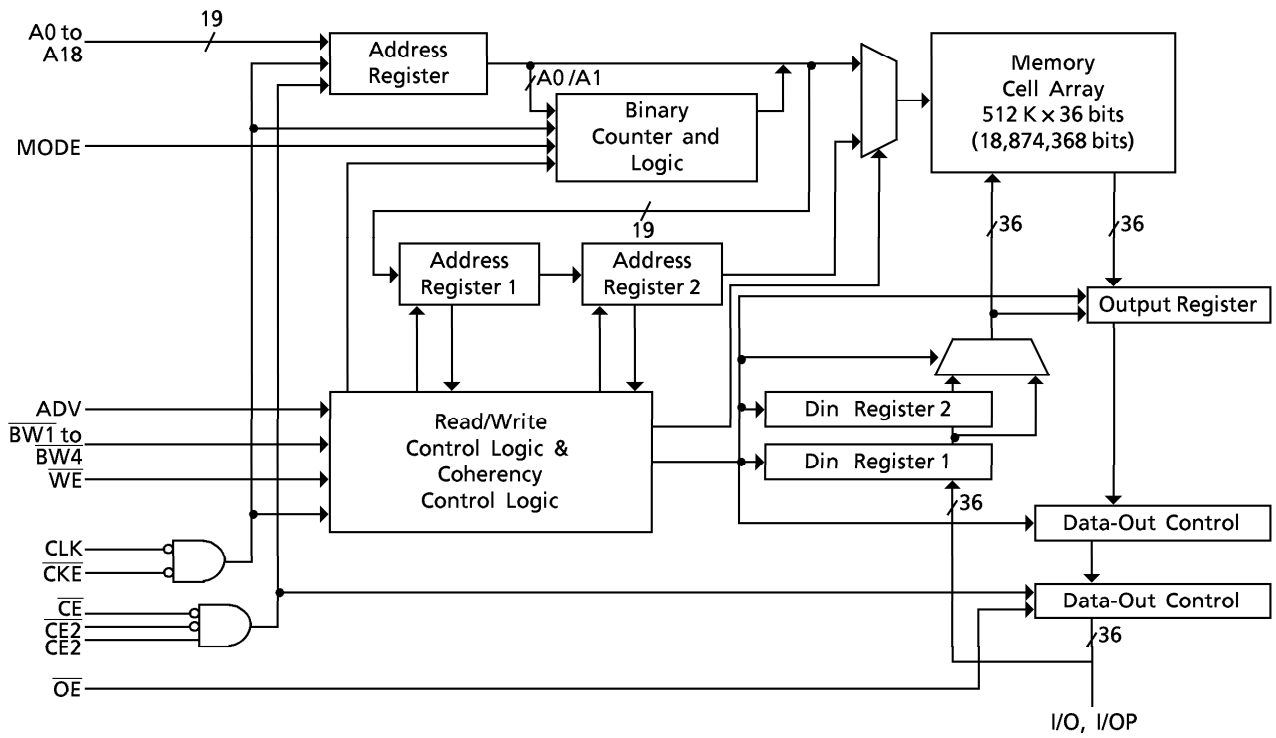 19
A0 to
A18
Address
Register
A0/A1
Binary
Counter and
Logic
MODE
Memory
Cell Array
512 K × 36 bits
(18,874,368 bits)
19
36
36
Address
Register 1
Address
Register 2
Output Register
ADV
BW1 to
BW4
WE
Read/Write
Control Logic &
Coherency
Control Logic
Din Register 2
Din Register 1
36
Data-Out Control
CLK
CKE
CE
CE2
CE2
Data-Out Control
36
OE
I/O, I/OP